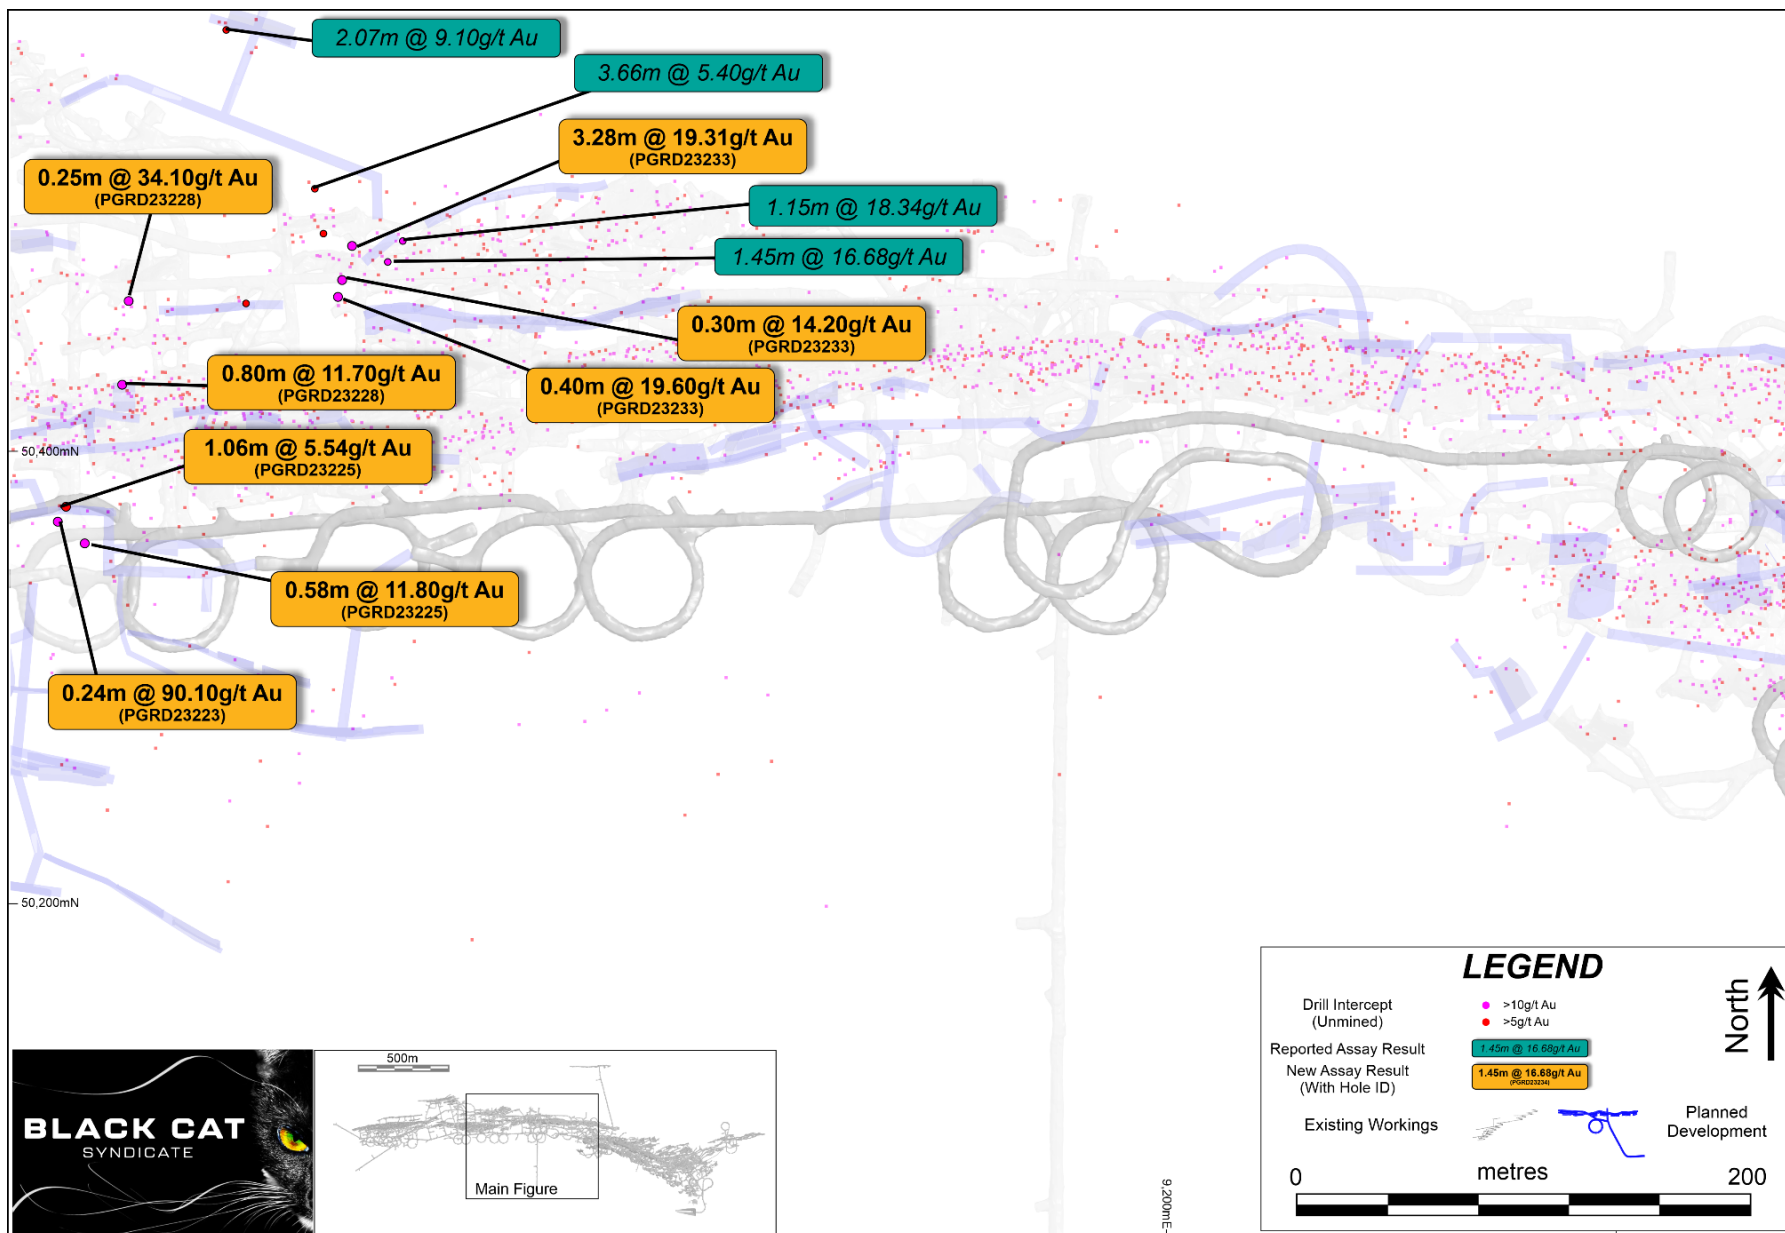 2.07m @ 9.10g/t Au
3.66m @ 5.40g/t Au
3.28m @ 19.31g/t Au
(PGRD23233)
0.25m @ 34.10g/t Au
(PGRD23228)
1.15m @ 18.34g/t Au
1.45m @ 16.68g/t Au
0.30m @ 14.20g/t Au
(PGRD23233)
0.80m @ 11.70g/t Au
(PGRD23228)
0.40m @ 19.60g/t Au
(PGRD23233)
1.06m @ 5.54g/t Au
(PGRD23225)
50,400mN
0.58m @ 11.80g/t Au
(PGRD23225)
0.24m @ 90.10g/t Au
(PGRD23223)
50,200mN
LEGEND
Drill Intercept
(Unmined)
>10g/t Au
>5g/t Au
Reported Assay Result
1.45m @ 16.68g/t Au
New Assay Result
(With Hole ID)
1.45m @ 16.68g/t Au
(PGRD23234)
Existing Workings
Planned
Development
North
0 metres 200
9,200mE
500m
Main Figure
BLACK CAT
SYNDICATE